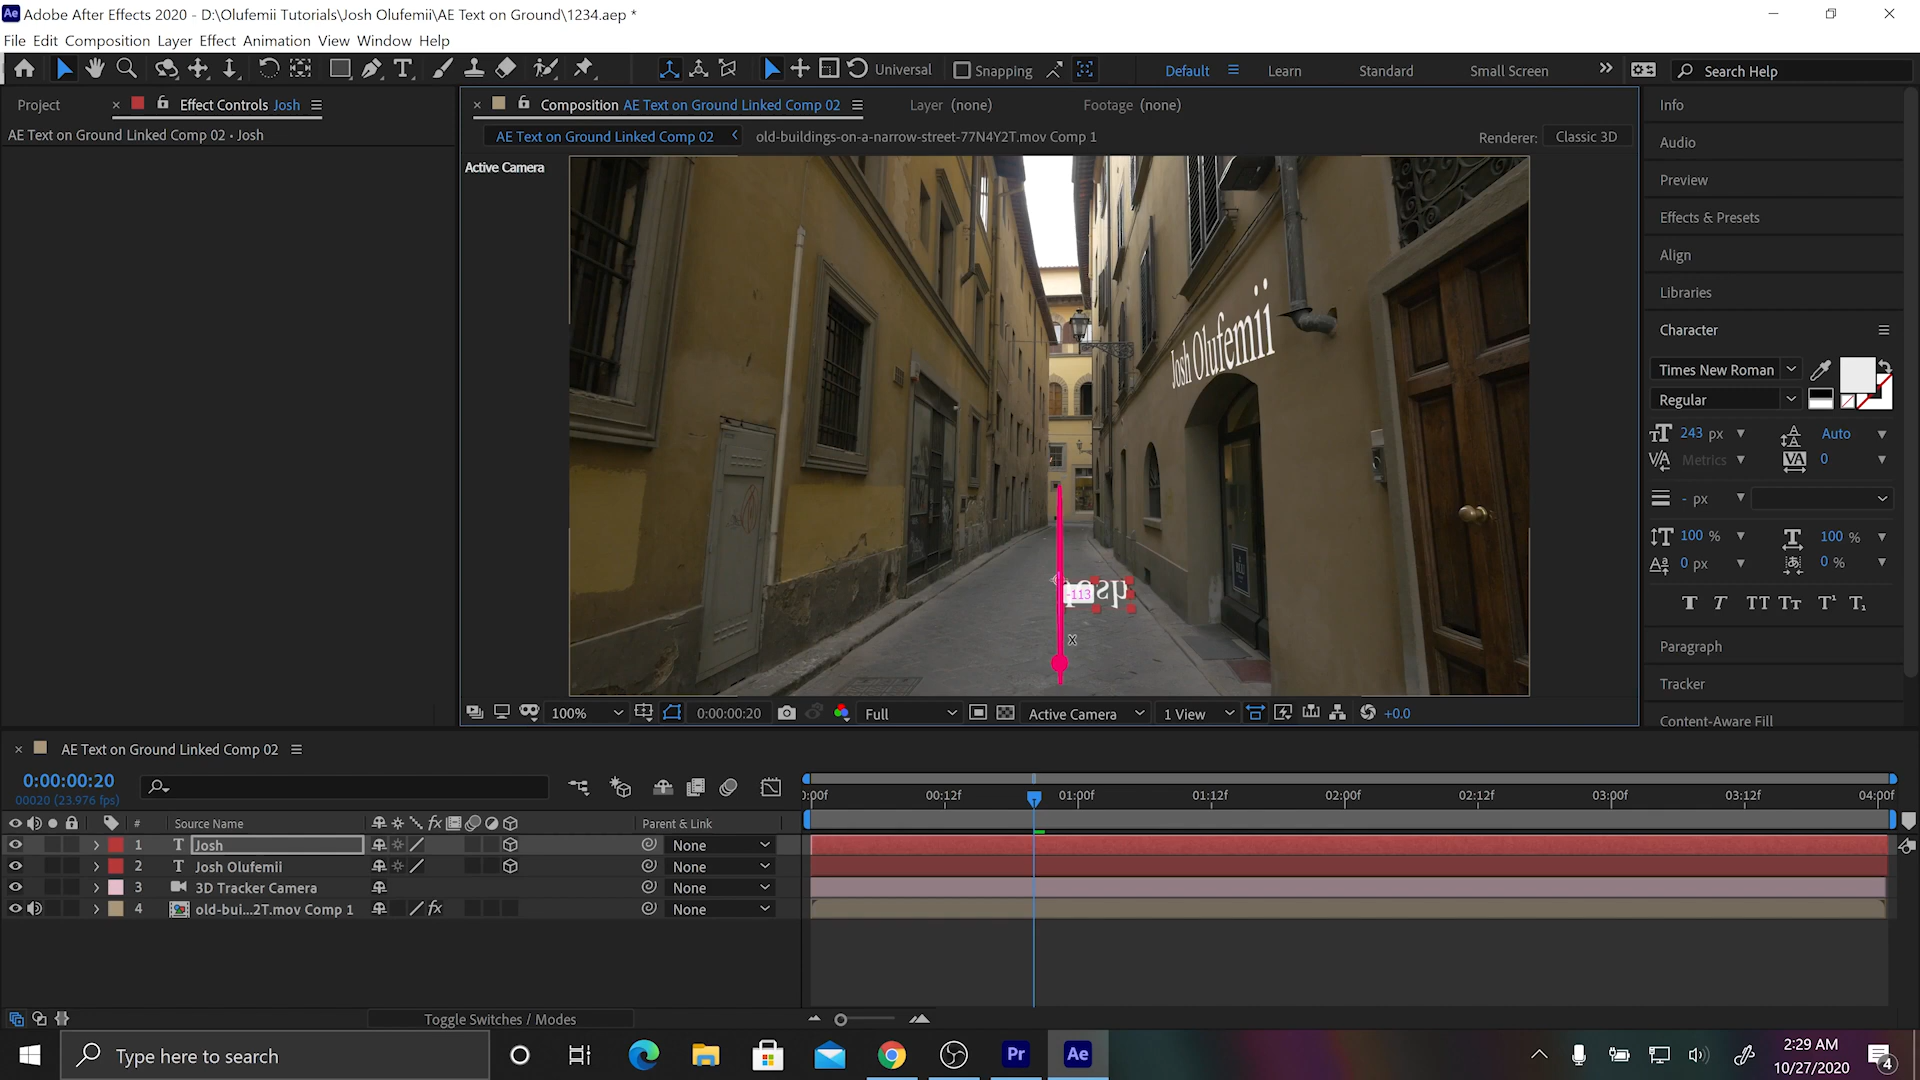 Ae Adobe After Effects 2020 - D:\Olufemii Tutorials\Josh Olufemii\AE Text on Ground\1234.aep *
File Edit Composition Layer Effect Animation View Window Help
Universal Snapping Default Learn Standard Small Screen Search Help
Project Effect Controls Josh
AE Text on Ground Linked Comp 02 • Josh
Composition AE Text on Ground Linked Comp 02 Layer (none) Footage (none)
AE Text on Ground Linked Comp 02 old-buildings-on-a-narrow-street-77N4Y2T.mov Comp 1 Renderer: Classic 3D
Active Camera
Josh Olufemii
Josh
-113
X
100% 0:00:00:20 Full Active Camera 1 View +0.0
Info
Audio
Preview
Effects & Presets
Align
Libraries
Character
Times New Roman
Regular
243 px Auto
Metrics 0
- px
100 % 100 %
0 px 0 %
T T TT Tt T¹ T₁
Paragraph
Tracker
Content-Aware Fill
AE Text on Ground Linked Comp 02
0:00:00:20
00020 (23.976 fps)
0:00f 00:12f 01:00f 01:12f 02:00f 02:12f 03:00f 03:12f 04:00f
# Source Name fx Parent & Link
1 T Josh None
2 T Josh Olufemii None
3 3D Tracker Camera None
4 old-bui...2T.mov Comp 1 fx None
Toggle Switches / Modes
Type here to search
Pr Ae
2:29 AM
10/27/2020
4